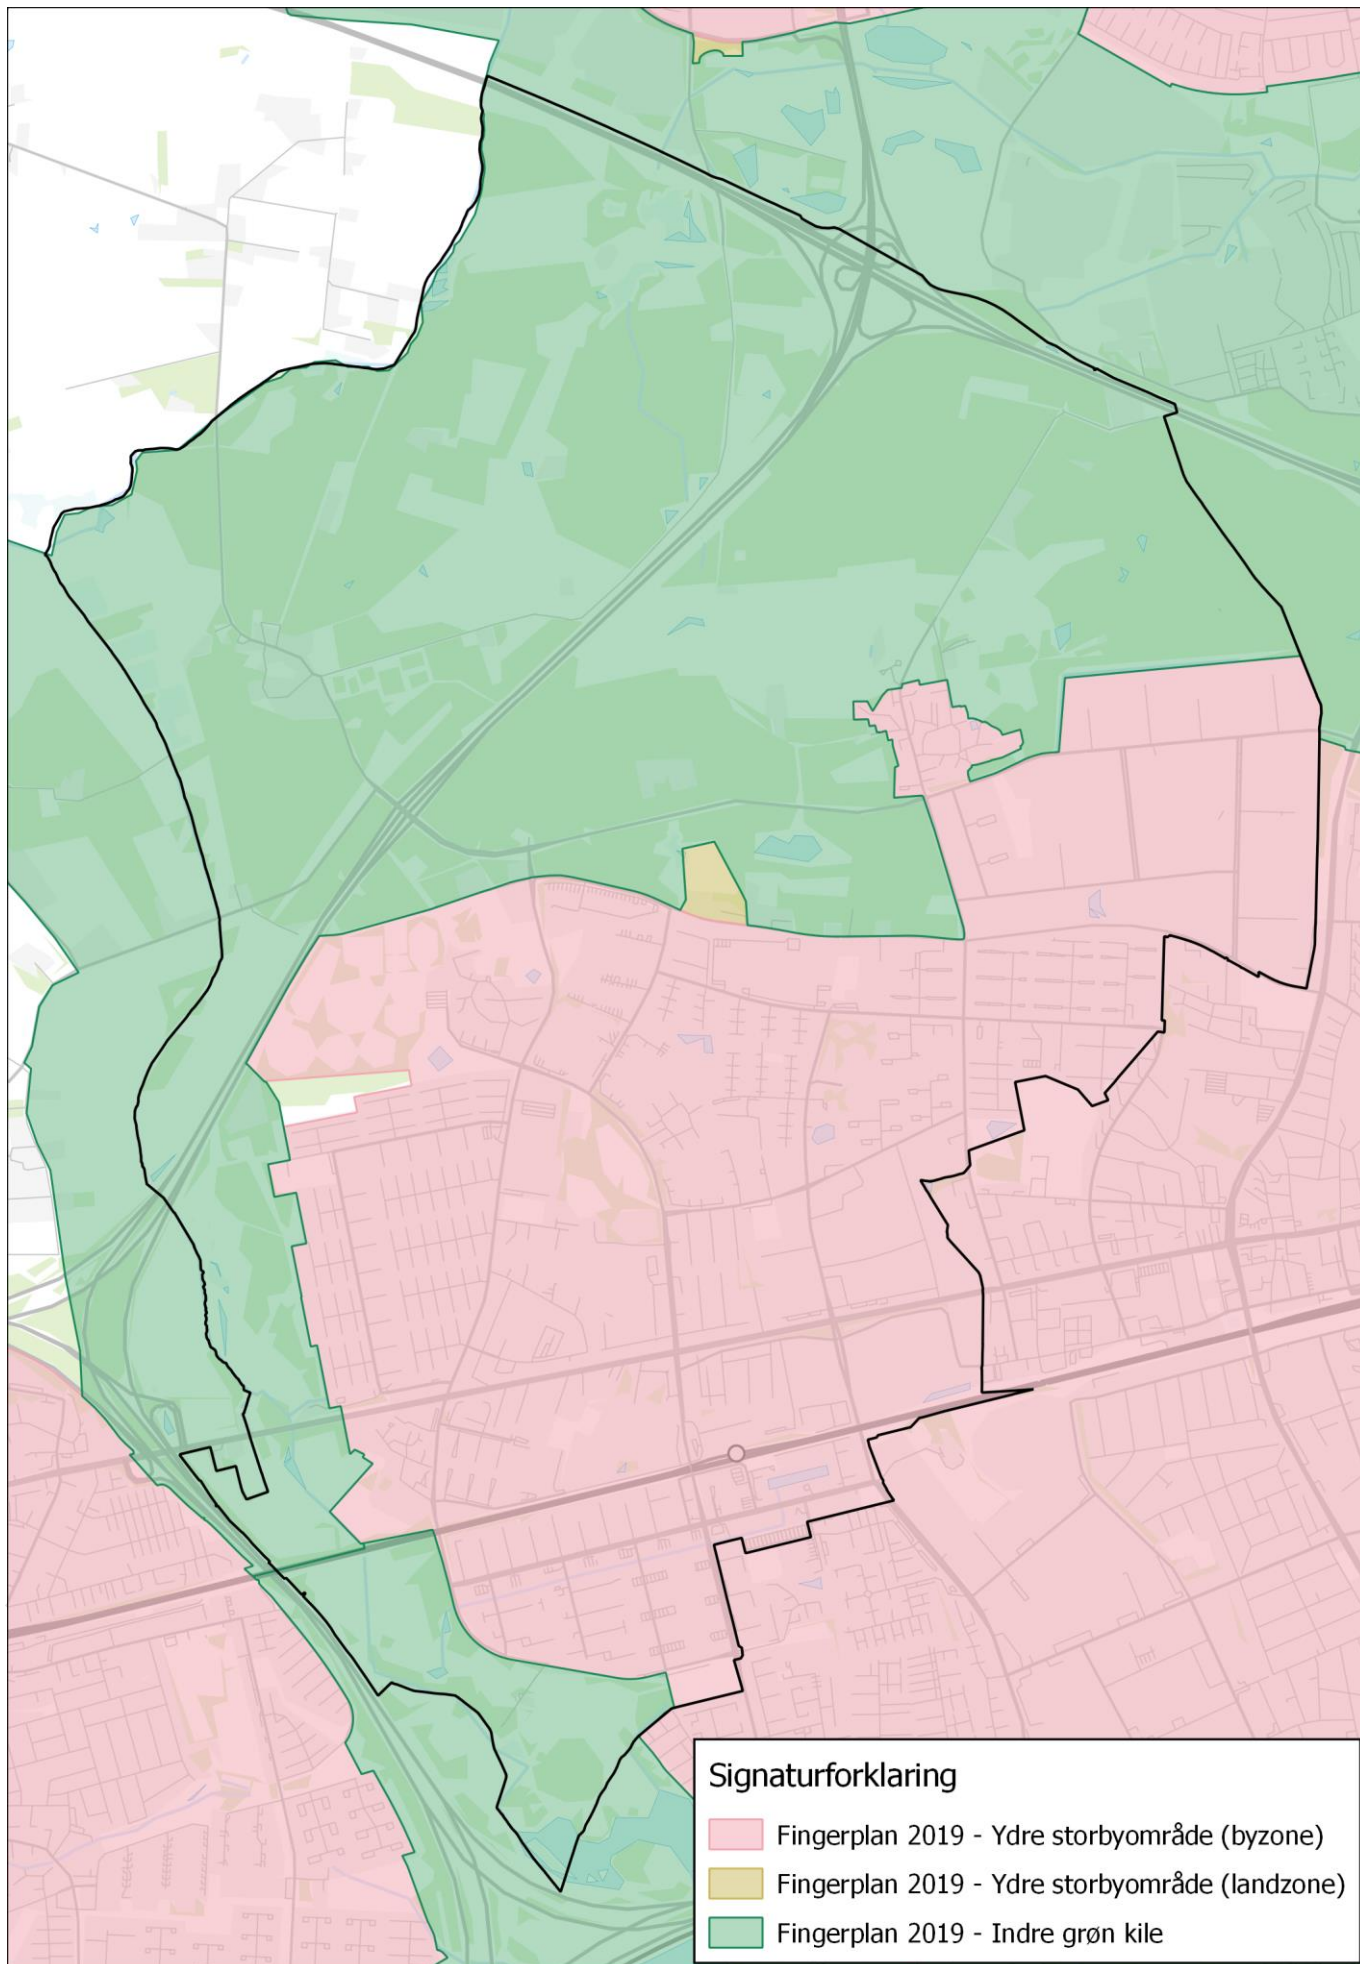 Signaturforklaring
Fingerplan 2019 - Ydre storbyområde (byzone)
Fingerplan 2019 - Ydre storbyområde (landzone)
Fingerplan 2019 - Indre grøn kile